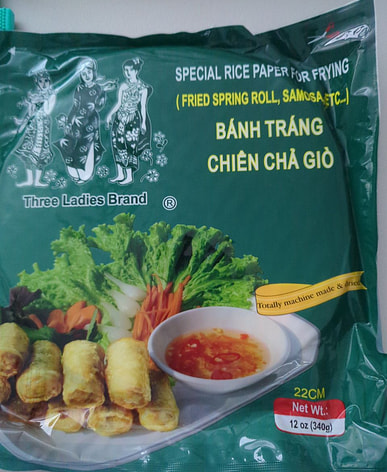 SPECIAL RICE PAPER FOR FRYING
(FRIED SPRING ROLL, SAMOSA, ETC...)
BÁNH TRÁNG
CHIÊN CHẢ GIÒ
Three Ladies Brand ®
Totally machine made & dried
22CM
Net Wt.:
12 oz (340g)